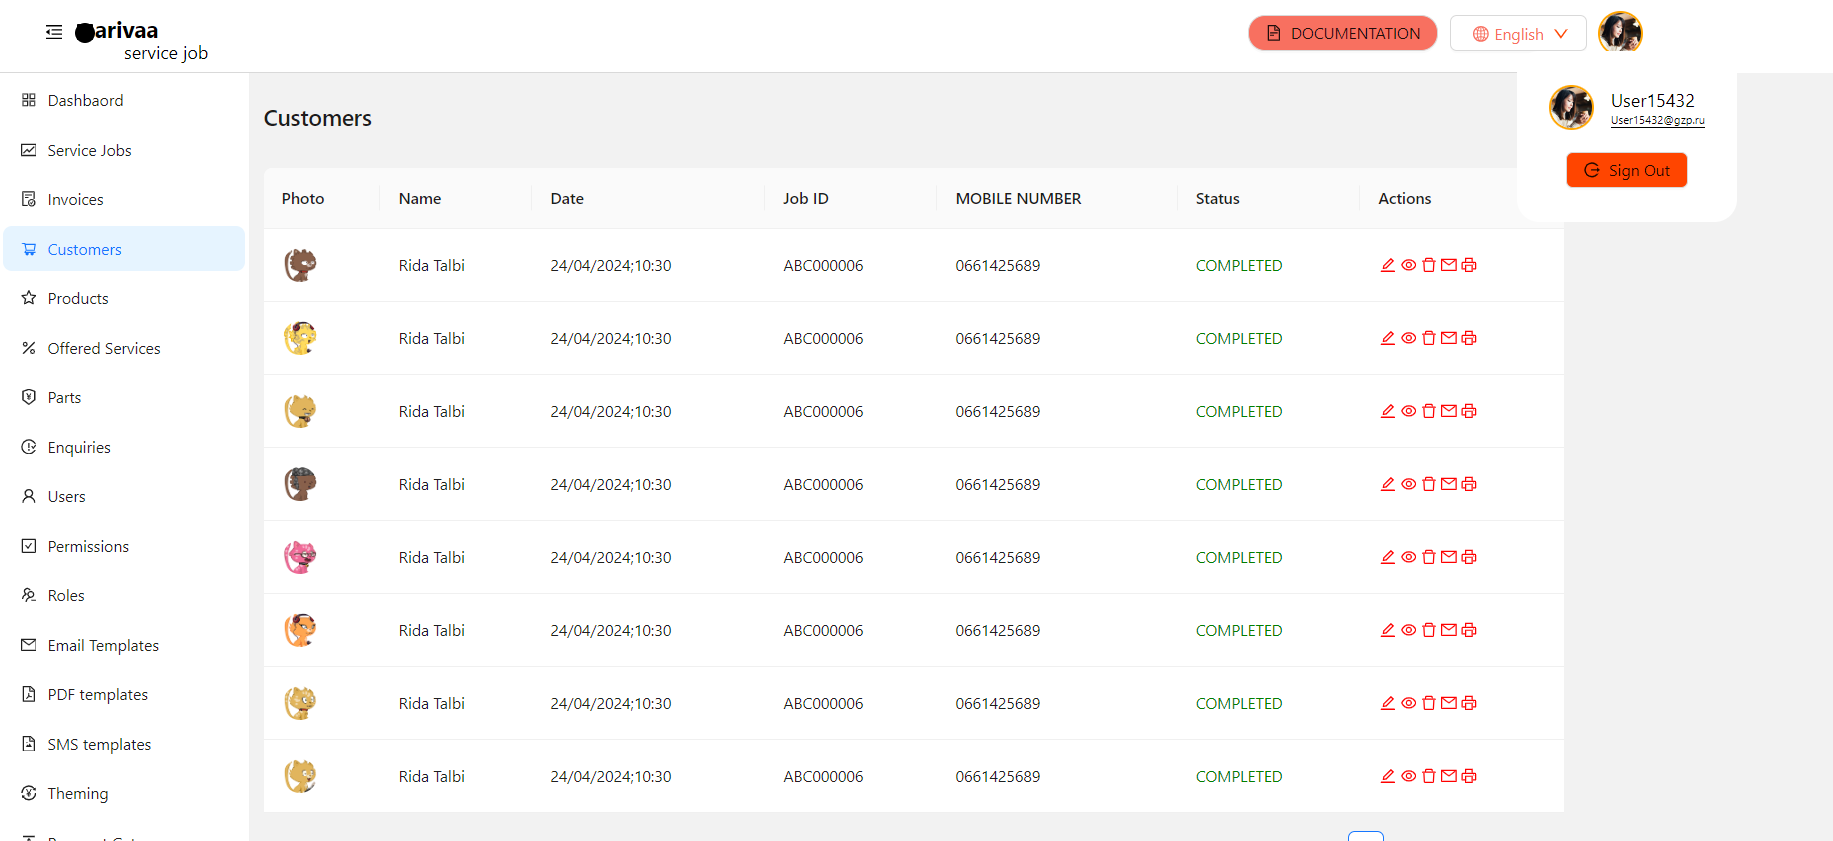 arivaa
service job
DOCUMENTATION
English
User15432
User15432@gzp.ru
Sign Out
Dashbaord
Service Jobs
Invoices
Customers
Products
Offered Services
Parts
Enquiries
Users
Permissions
Roles
Email Templates
PDF templates
SMS templates
Theming
Customers
Photo Name Date Job ID MOBILE NUMBER Status Actions
Rida Talbi 24/04/2024;10:30 ABC000006 0661425689 COMPLETED
Rida Talbi 24/04/2024;10:30 ABC000006 0661425689 COMPLETED
Rida Talbi 24/04/2024;10:30 ABC000006 0661425689 COMPLETED
Rida Talbi 24/04/2024;10:30 ABC000006 0661425689 COMPLETED
Rida Talbi 24/04/2024;10:30 ABC000006 0661425689 COMPLETED
Rida Talbi 24/04/2024;10:30 ABC000006 0661425689 COMPLETED
Rida Talbi 24/04/2024;10:30 ABC000006 0661425689 COMPLETED
Rida Talbi 24/04/2024;10:30 ABC000006 0661425689 COMPLETED